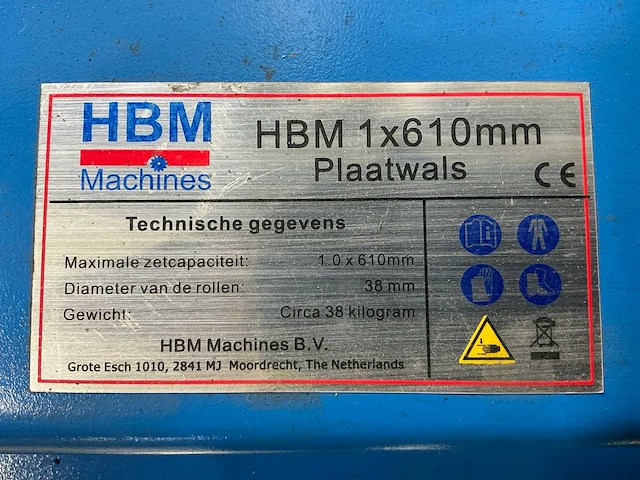 HBM
Machines
HBM 1x610mm
Plaatwals
CE
Technische gegevens
Maximale zetcapaciteit: 1.0 x 610mm
Diameter van de rollen: 38 mm
Gewicht: Circa 38 kilogram
HBM Machines B.V.
Grote Esch 1010, 2841 MJ Moordrecht, The Netherlands